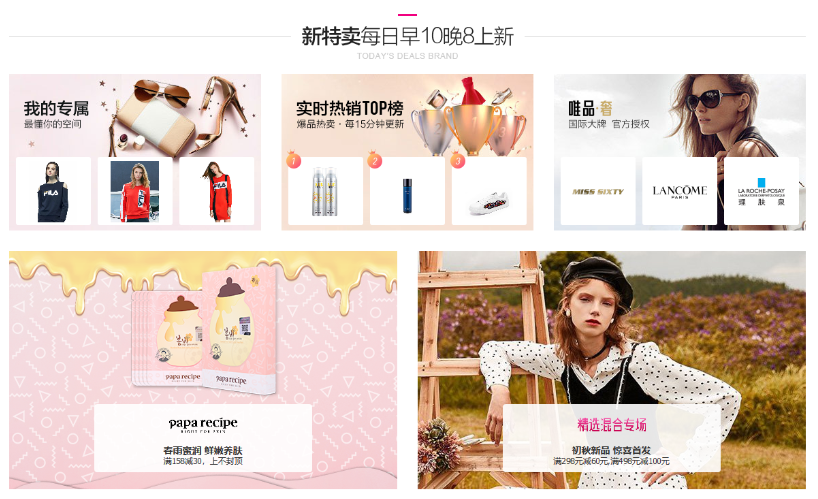 新特卖每日早10晚8上新
TODAY'S DEALS BRAND
我的专属
最懂你的空间
FILA
实时热销TOP榜
爆品热卖·每15分钟更新
1
2
3
唯品·奢
国际大牌 官方授权
MISS SIXTY
LANCÔME
PARIS
LA ROCHE-POSAY
LABORATOIRE DERMATOLOGIQUE
理肤泉
papa recipe
papa recipe
papa recipe
春雨蜜润 鲜嫩养肤
满158减30，上不封顶
精选混合专场
初秋新品 惊喜首发
满298元减60元,满498元减100元